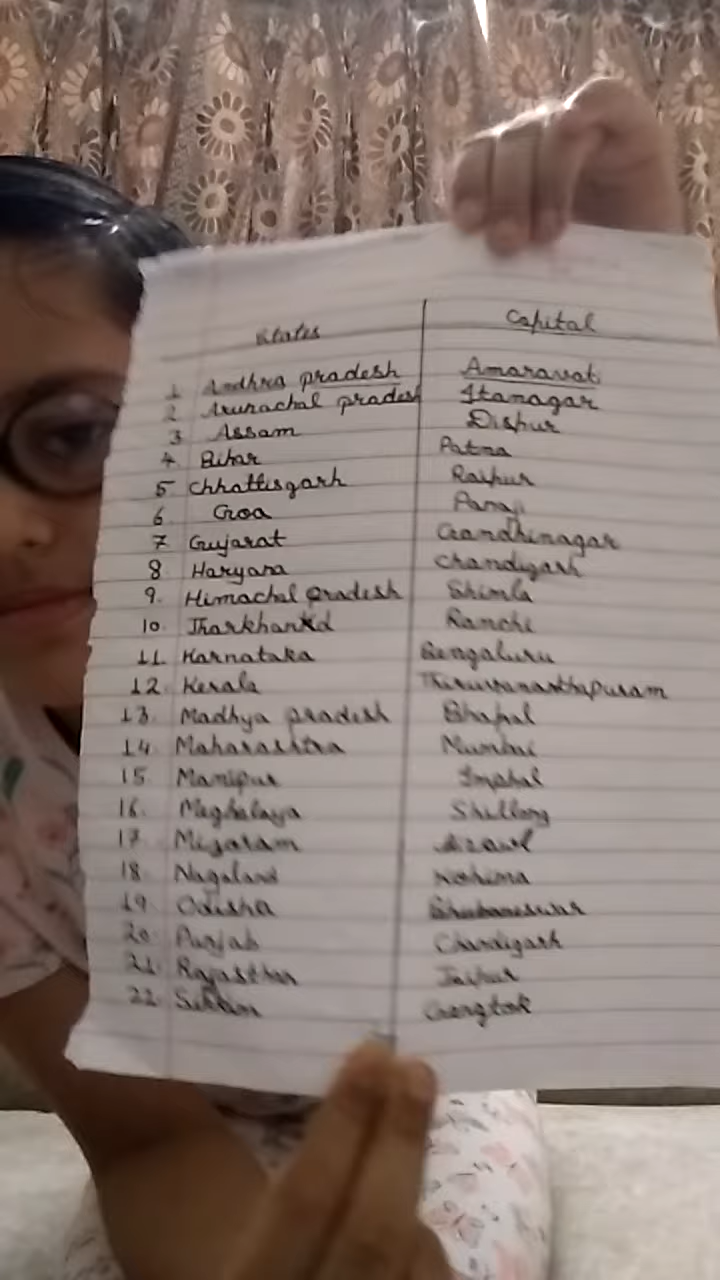 States Capital
1 Andhra pradesh Amaravati
2 Arunachal pradesh Itanagar
3 Assam Dispur
4 Bihar Patna
5 Chhattisgarh Raipur
6 Goa Panaji
7 Gujarat Gandhinagar
8 Haryana Chandigarh
9. Himachal pradesh Shimla
10. Jharkhand Ranchi
11. Karnataka Bengaluru
12. Kerala Thiruvananthapuram
13. Madhya pradesh Bhapal
14. Maharashtra Mumbai
15. Manipur Imphal
16. Meghalaya Shillong
17. Mizoram Aizawl
18. Nagaland Kohima
19. Odisha Bhubaneswar
20. Punjab Chandigarh
21. Rajasthan Jaipur
22. Sikkim Gangtok